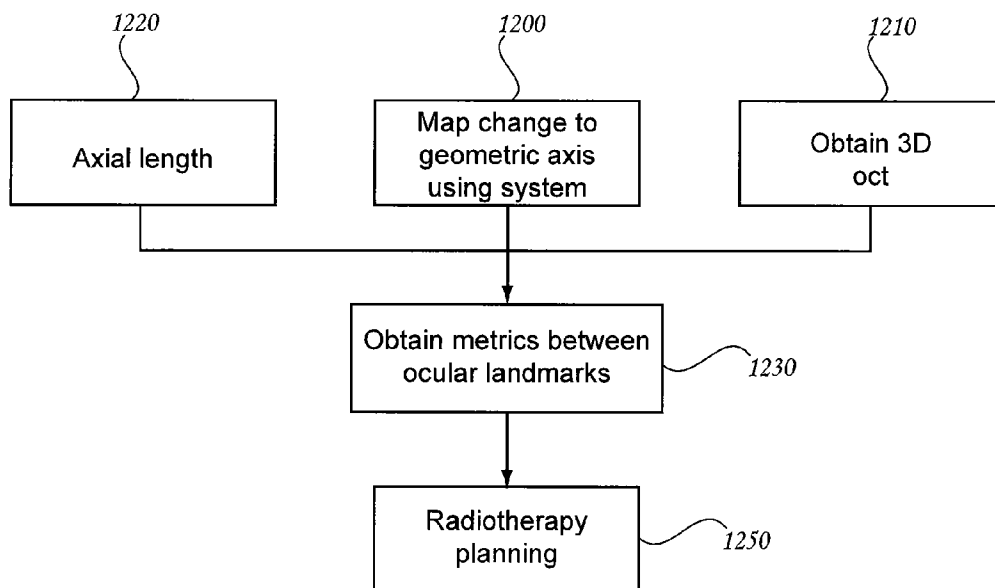 1220
1200
1210
Axial length
Map change to
geometric axis
using system
Obtain 3D
oct
Obtain metrics between
ocular landmarks
1230
Radiotherapy
planning
1250